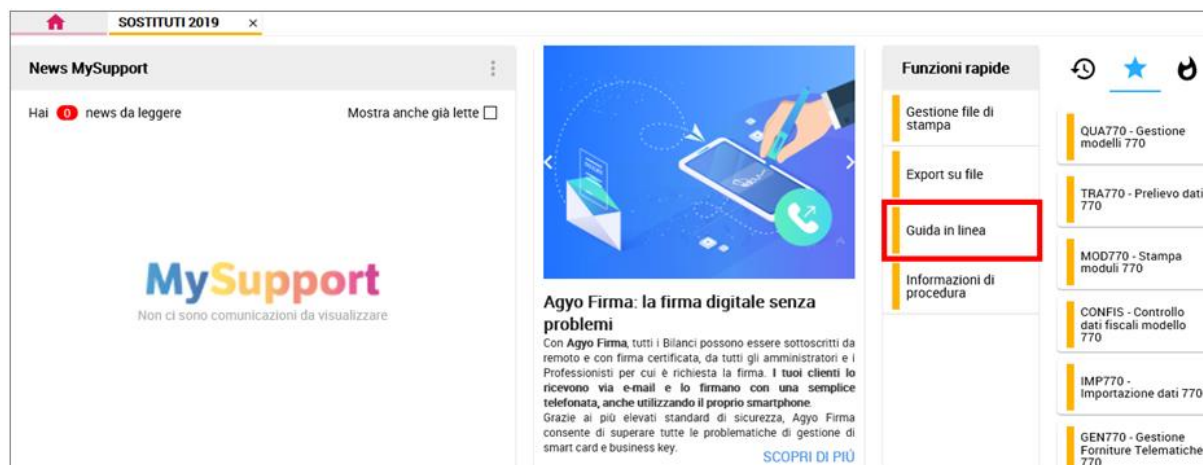 SOSTITUTI 2019 ×
News MySupport
Hai 0 news da leggere Mostra anche già lette
MySupport
Non ci sono comunicazioni da visualizzare
Agyo Firma: la firma digitale senza
problemi
Con Agyo Firma, tutti i Bilanci possono essere sottoscritti da
remoto e con firma certificata, da tutti gli amministratori e i
Professionisti per cui è richiesta la firma. I tuoi clienti lo
ricevono via e-mail e lo firmano con una semplice
telefonata, anche utilizzando il proprio smartphone.
Grazie ai più elevati standard di sicurezza, Agyo Firma
consente di superare tutte le problematiche di gestione di
smart card e business key.
SCOPRI DI PIÚ
Funzioni rapide
Gestione file di
stampa
Export su file
Guida in linea
Informazioni di
procedura
QUA770 - Gestione
modelli 770
TRA770 - Prelievo dati
770
MOD770 - Stampa
moduli 770
CONFIS - Controllo
dati fiscali modello
770
IMP770 -
Importazione dati 770
GEN770 - Gestione
Forniture Telematiche
770